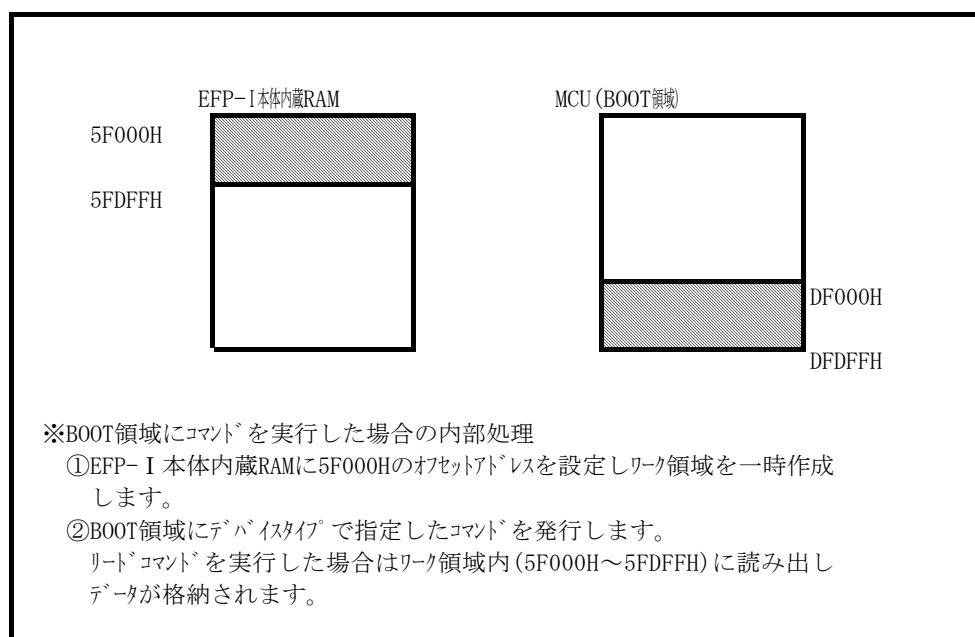 EFP-I本体内蔵RAM
MCU(BOOT領域)
5F000H
5FDFFH
DF000H
DFDFFH
※BOOT領域にｺﾏﾝﾄﾞを実行した場合の内部処理
①EFP-Ⅰ本体内蔵RAMに5F000Hのｵﾌｾｯﾄｱﾄﾞﾚｽを設定しﾜｰｸ領域を一時作成
します。
②BOOT領域にﾃﾞﾊﾞｲｽﾀｲﾌﾟで指定したｺﾏﾝﾄﾞを発行します。
ﾘｰﾄﾞｺﾏﾝﾄﾞを実行した場合はﾜｰｸ領域内(5F000H～5FDFFH)に読み出し
ﾃﾞｰﾀが格納されます。